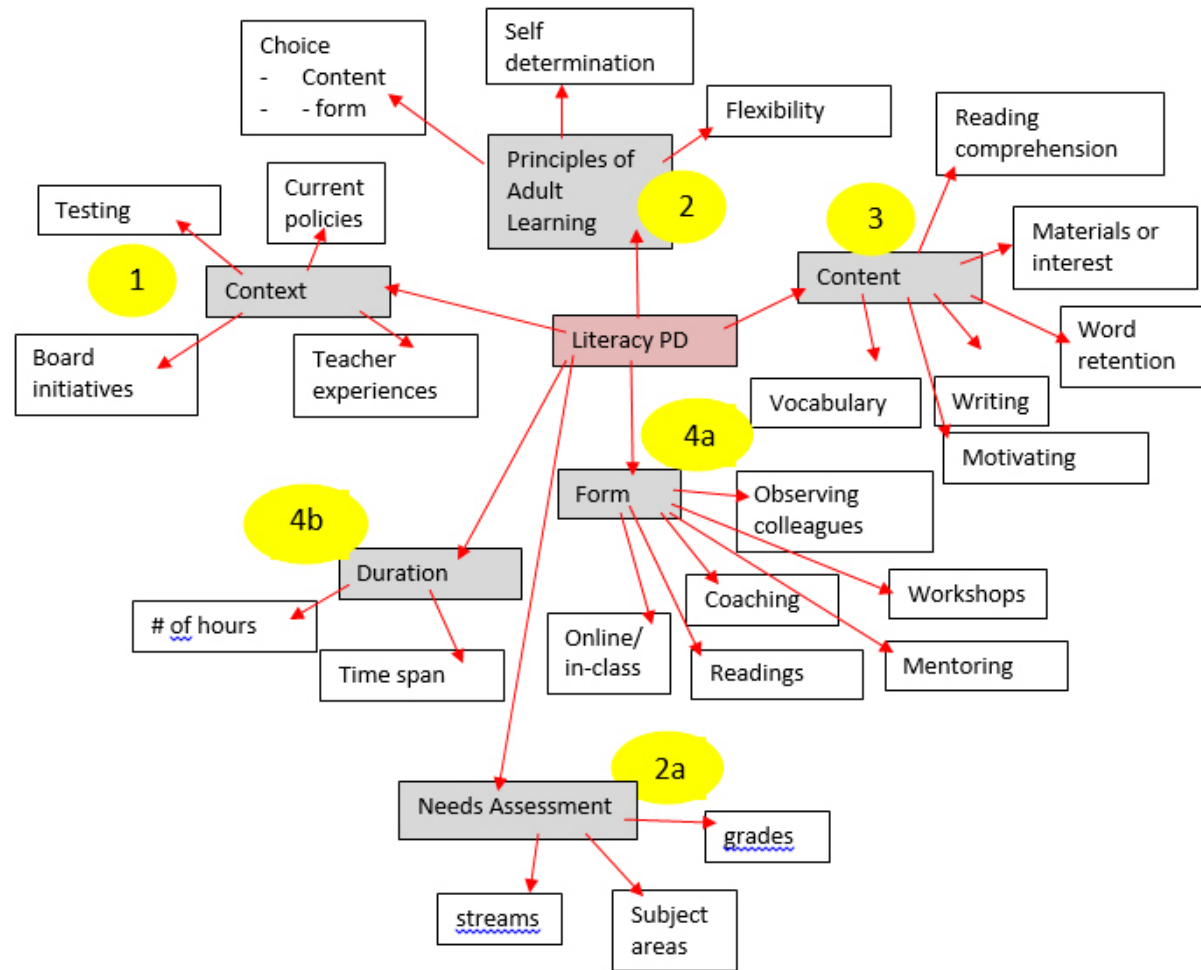 Choice
- Content
- - form
Self
determination
Flexibility
Reading
comprehension
Principles of
Adult
Learning
2
Testing
Current
policies
3
Materials or
interest
1
Context
Content
Board
initiatives
Teacher
experiences
Literacy PD
Word
retention
Vocabulary
Writing
Motivating
4a
Form
Observing
colleagues
4b
Duration
# of hours
Time span
Online/
in-class
Coaching
Readings
Workshops
Mentoring
2a
Needs Assessment
grades
streams
Subject
areas